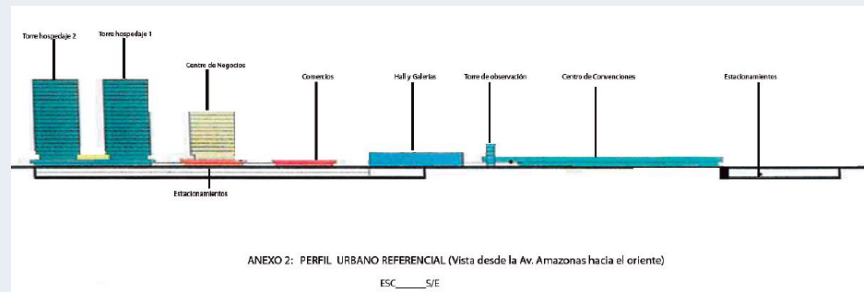 Torre hospedaje 2
Torre hospedaje 1
Centro de Negocios
Comercios
Hall y Galerías
Torre de observación
Centro de Convenciones
Estacionamientos
Estacionamientos
ANEXO 2: PERFIL URBANO REFERENCIAL (Vista desde la Av. Amazonas hacia el oriente)
ESC_____S/E